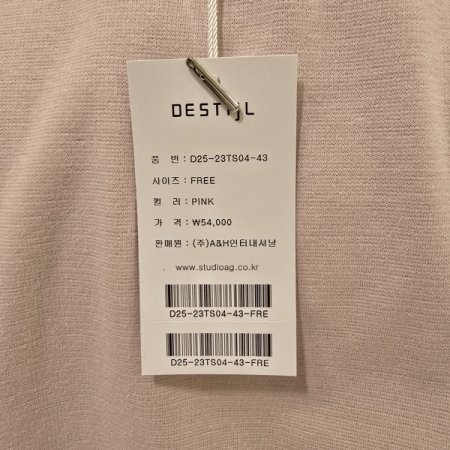 DESTIJL
품 번 : D25-23TS04-43
사이즈 : FREE
컬 러 : PINK
가 격 : ₩54,000
판매원 : (주)A&H인터내셔날
www.studioag.co.kr
D25-23TS04-43-FRE
D25-23TS04-43-FRE